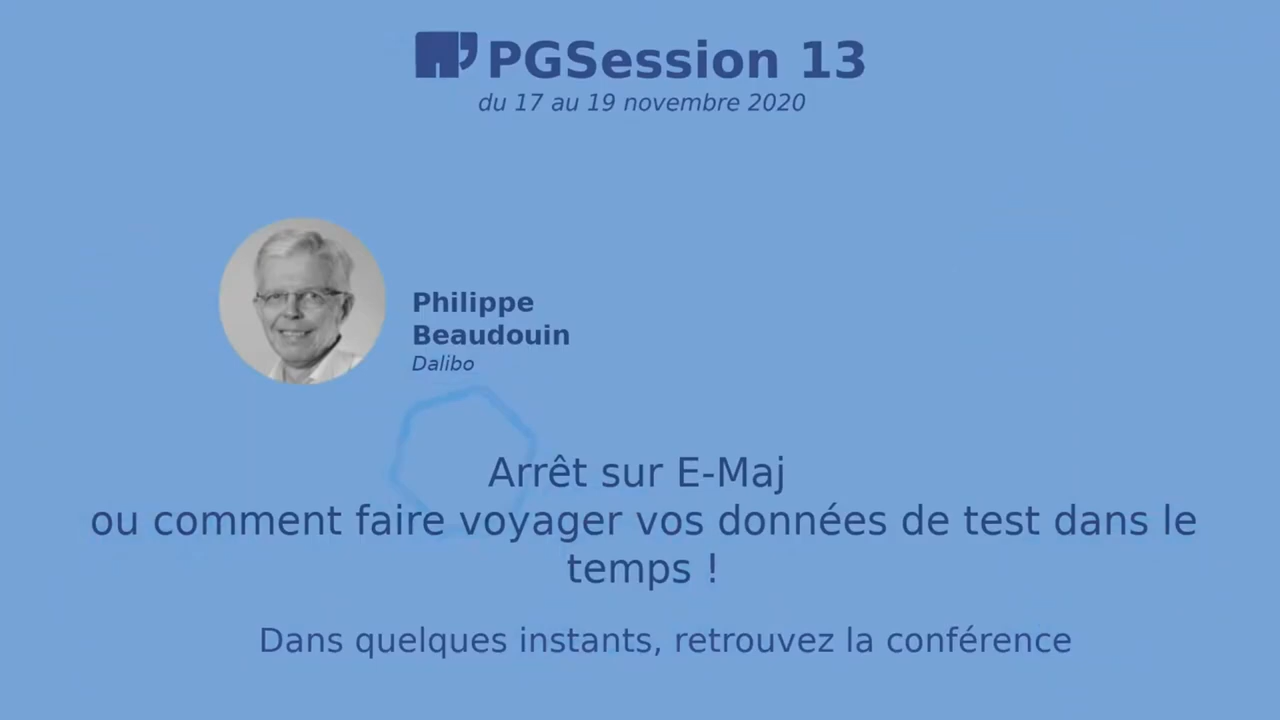 PGSession 13
du 17 au 19 novembre 2020
Philippe
Beaudouin
Dalibo
Arrêt sur E-Maj
ou comment faire voyager vos données de test dans le
temps !
Dans quelques instants, retrouvez la conférence